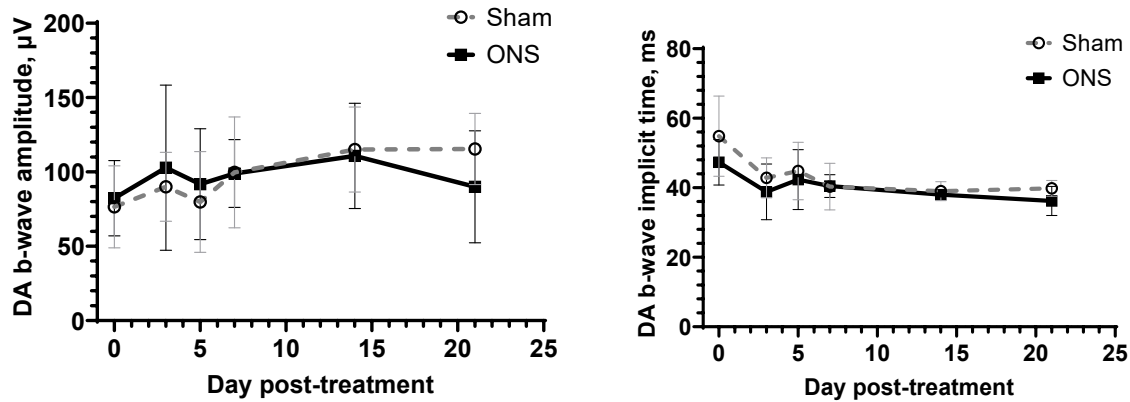 DA b-wave amplitude, µV
200
150
100
50
0
0 5 10 15 20 25
Day post-treatment
Sham
ONS
DA b-wave implicit time, ms
80
60
40
20
0
0 5 10 15 20 25
Day post-treatment
Sham
ONS